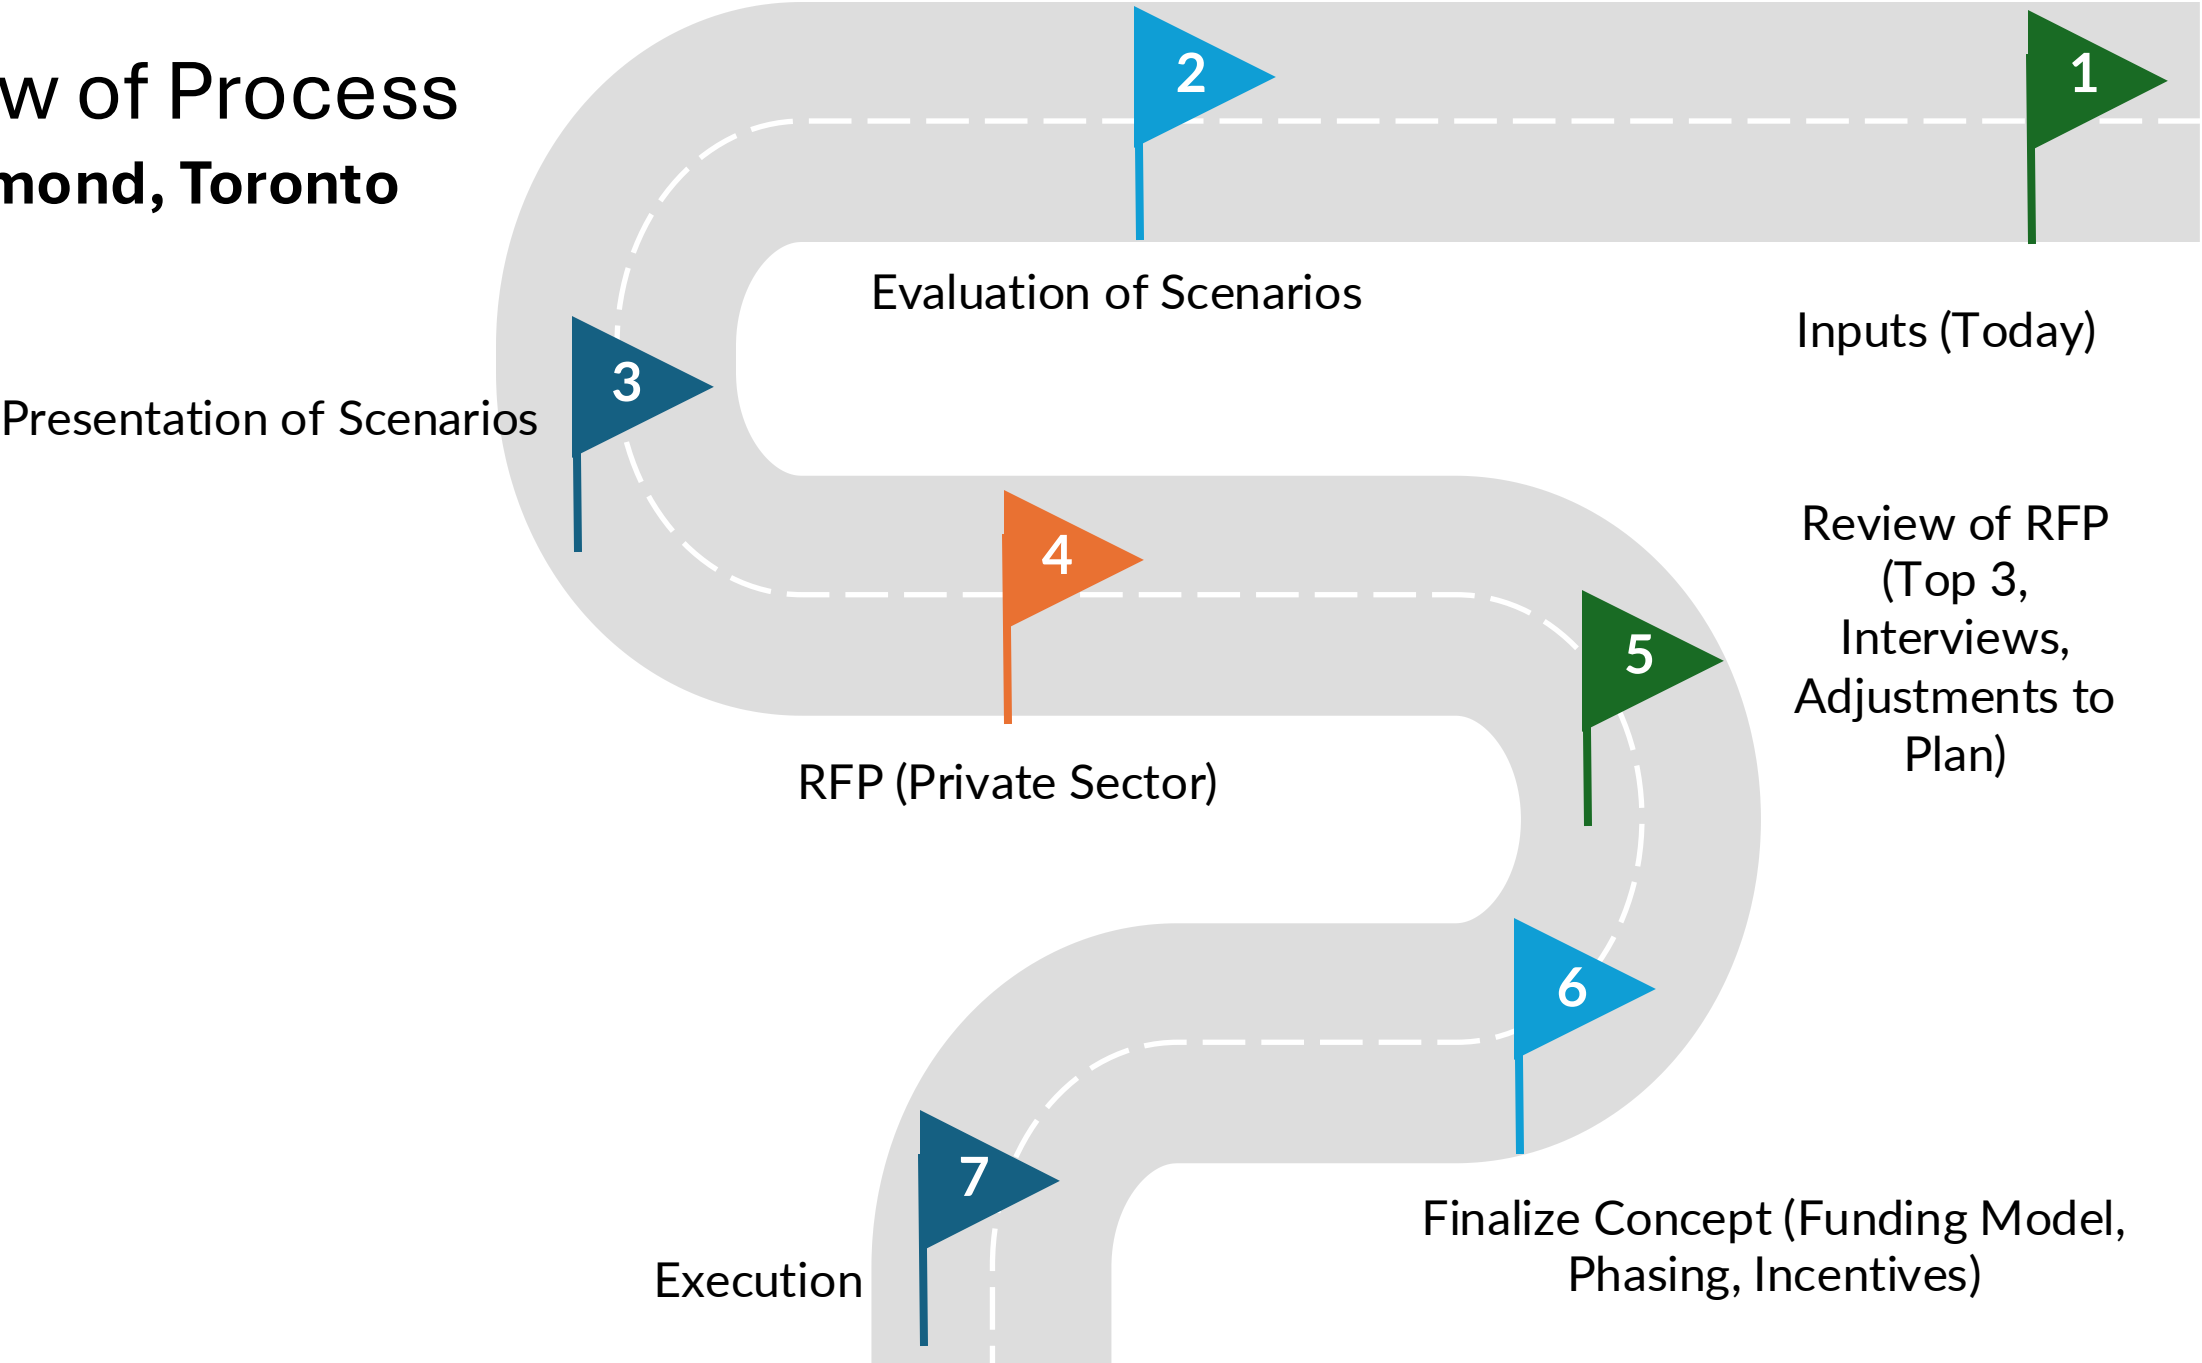 w of Process
mond, Toronto
2
1
Evaluation of Scenarios
Inputs (Today)
3
Presentation of Scenarios
4
RFP (Private Sector)
5
Review of RFP
(Top 3,
Interviews,
Adjustments to
Plan)
6
Finalize Concept (Funding Model,
Phasing, Incentives)
7
Execution